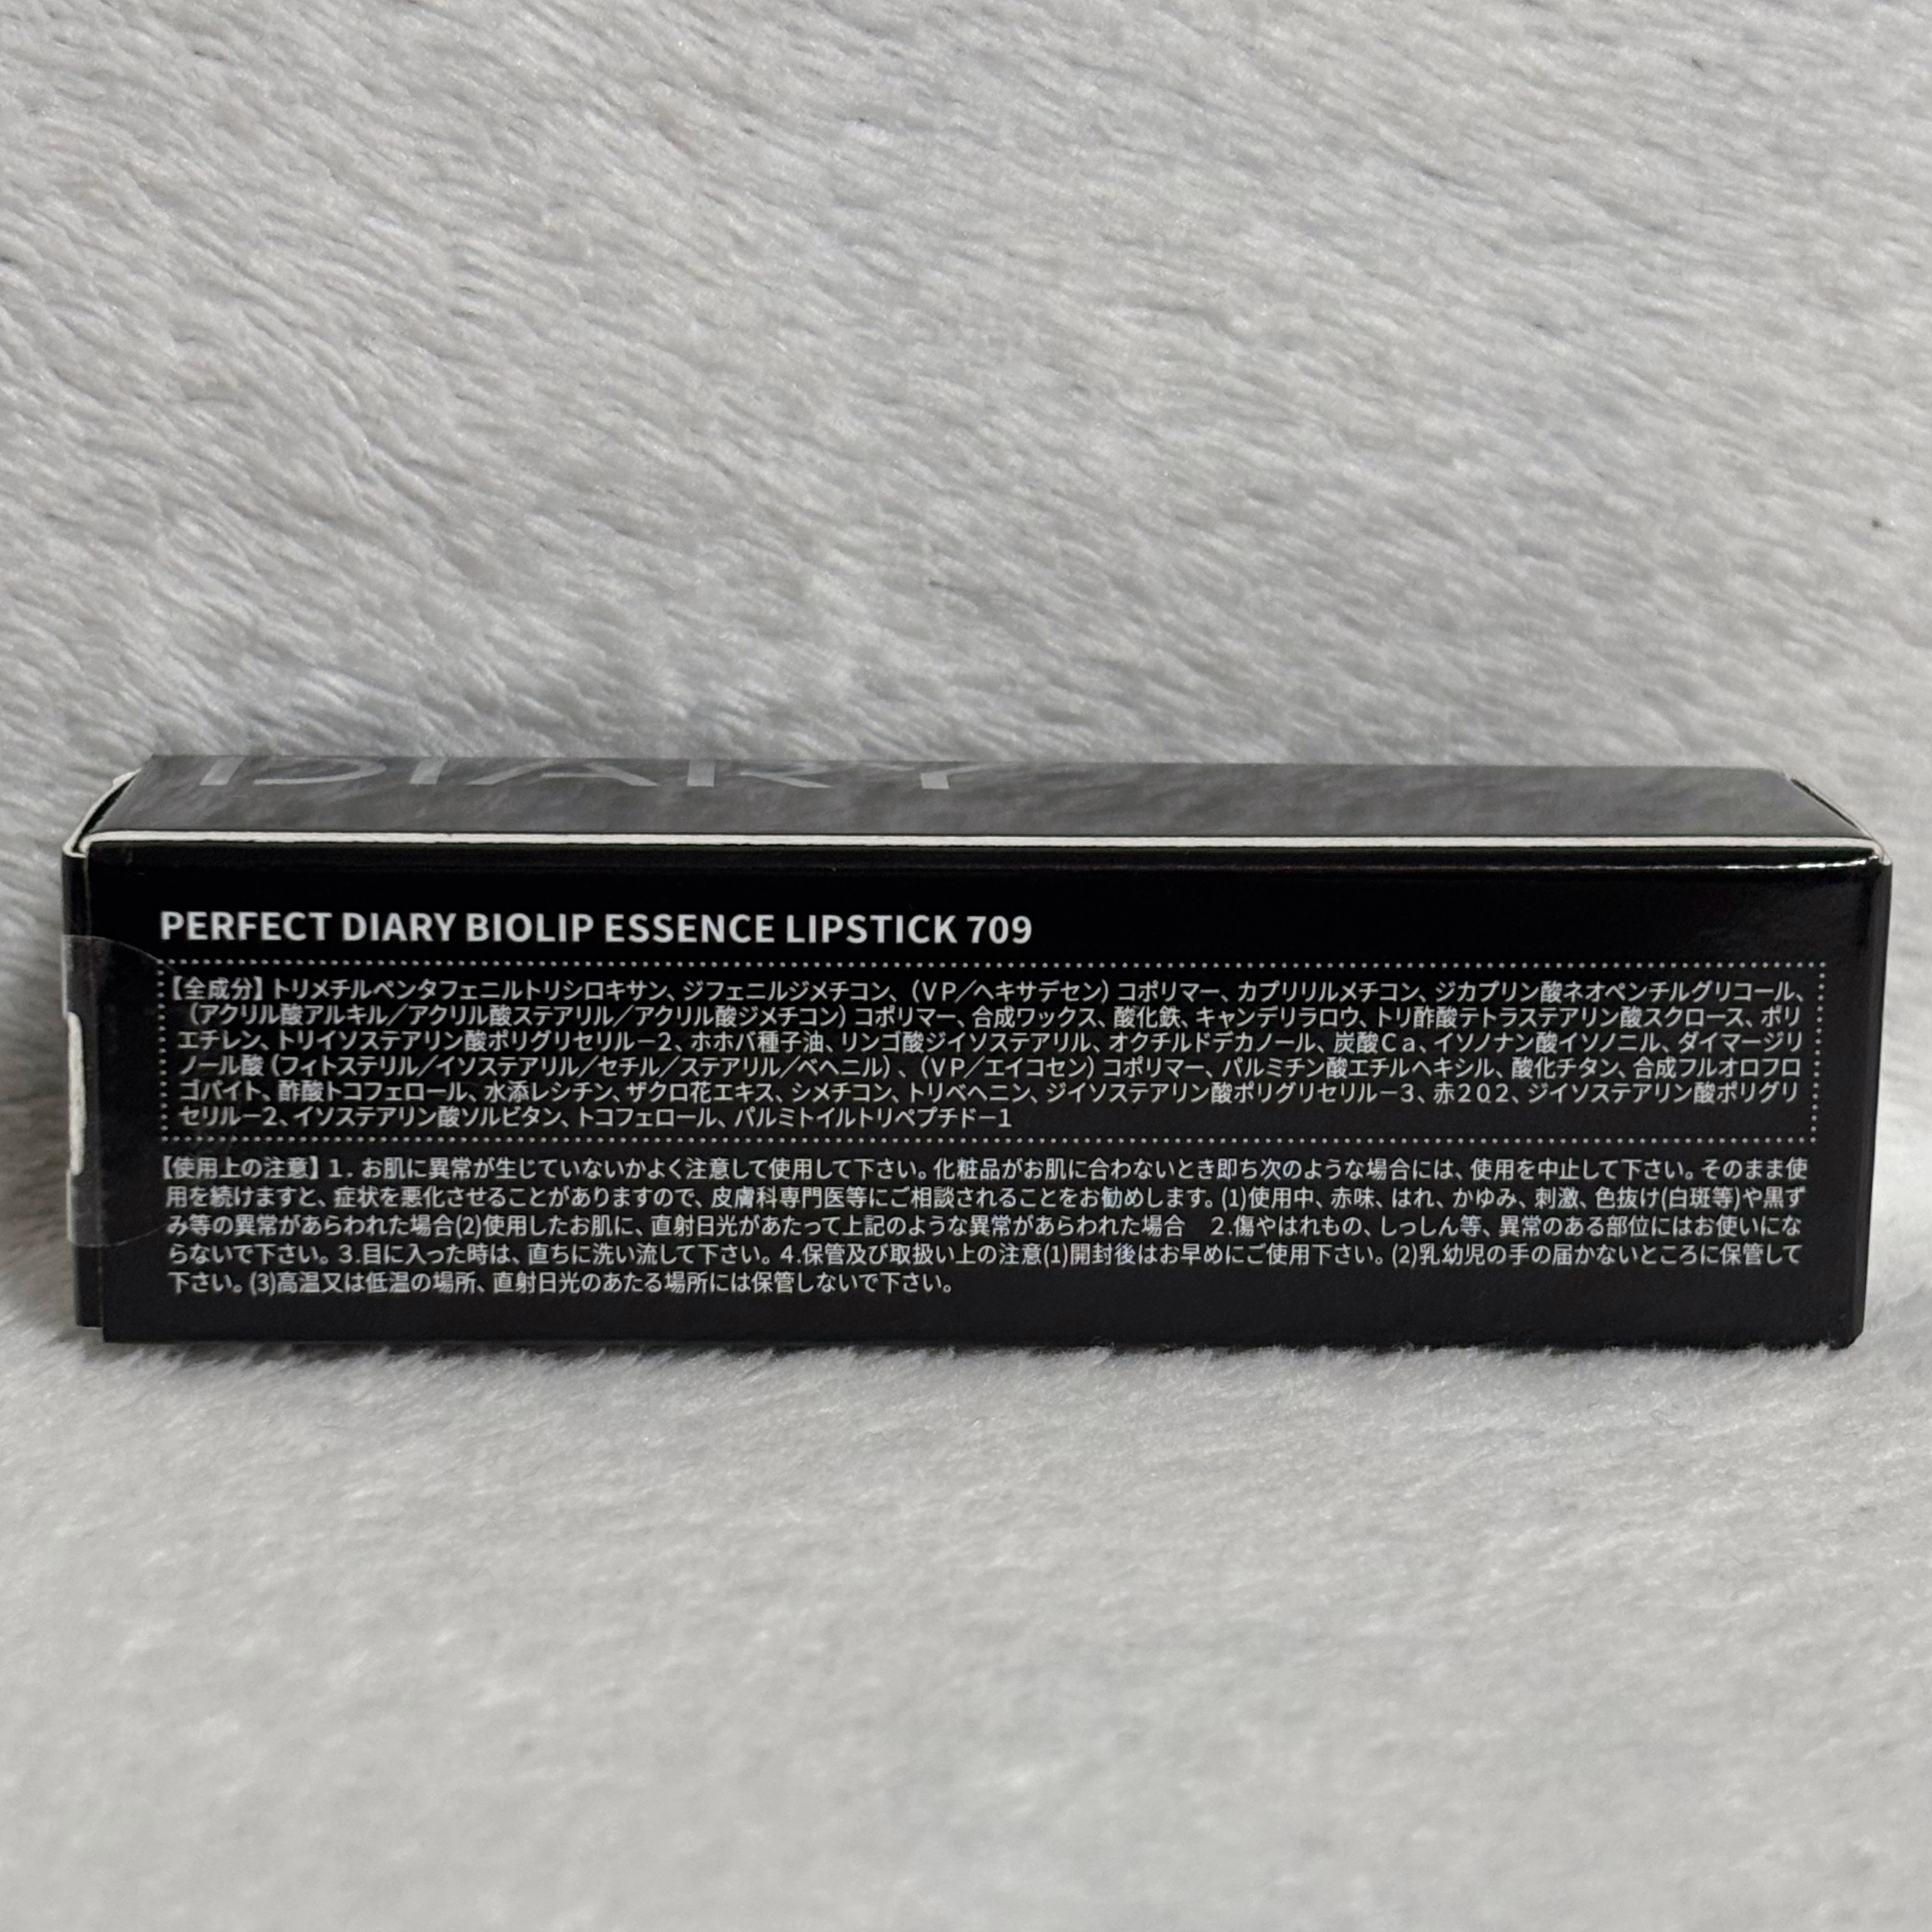 DIARY
PERFECT DIARY BIOLIP ESSENCE LIPSTICK 709
【全成分】トリメチルペンタフェニルトリシロキサン、ジフェニルジメチコン、（ＶＰ／ヘキサデセン）コポリマー、カプリリルメチコン、ジカプリン酸ネオペンチルグリコール、
（アクリル酸アルキル／アクリル酸ステアリル／アクリル酸ジメチコン）コポリマー、合成ワックス、酸化鉄、キャンデリラロウ、トリ酢酸テトラステアリン酸スクロース、ポリ
エチレン、トリイソステアリン酸ポリグリセリル－2、ホホバ種子油、リンゴ酸ジイソステアリル、オクチルドデカノール、炭酸Ｃａ、イソノナン酸イソノニル、ダイマージリ
ノール酸（フィトステリル／イソステアリル／セチル／ステアリル／ベヘニル）、（ＶＰ／エイコセン）コポリマー、パルミチン酸エチルヘキシル、酸化チタン、合成フルオロフロ
ゴパイト、酢酸トコフェロール、水添レシチン、ザクロ花エキス、シメチコン、トリベヘニン、ジイソステアリン酸ポリグリセリル－3、赤２０２、ジイソステアリン酸ポリグリ
セリル－2、イソステアリン酸ソルビタン、トコフェロール、パルミトイルトリペプチド－1
【使用上の注意】１. お肌に異常が生じていないかよく注意して使用して下さい。化粧品がお肌に合わないとき即ち次のような場合には、使用を中止して下さい。そのまま使
用を続けますと、症状を悪化させることがありますので、皮膚科専門医等にご相談されることをお勧めします。(1)使用中、赤味、はれ、かゆみ、刺激、色抜け(白斑等)や黒ず
み等の異常があらわれた場合(2)使用したお肌に、直射日光があたって上記のような異常があらわれた場合　2.傷やはれもの、しっしん等、異常のある部位にはお使いにな
らないで下さい。3.目に入った時は、直ちに洗い流して下さい。4.保管及び取扱い上の注意(1)開封後はお早めにご使用下さい。(2)乳幼児の手の届かないところに保管して
下さい。(3)高温又は低温の場所、直射日光のあたる場所には保管しないで下さい。